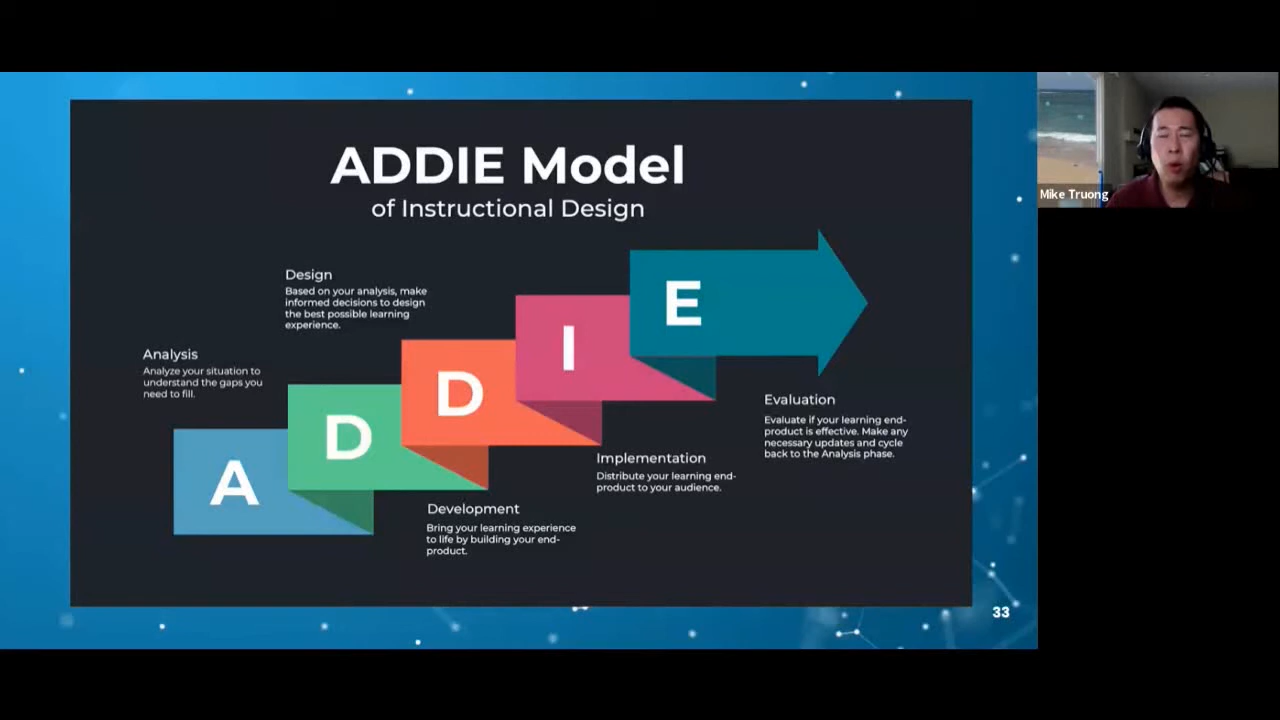 ADDIE Model
of Instructional Design
Mike Truong
Design
Based on your analysis, make
informed decisions to design
the best possible learning
experience.
E
I
Analysis
Analyze your situation to
understand the gaps you
need to fill.
D
D
A
Evaluation
Evaluate if your learning end-
product is effective. Make any
necessary updates and cycle
back to the Analysis phase.
Implementation
Distribute your learning end-
product to your audience.
Development
Bring your learning experience
to life by building your end-
product.
33